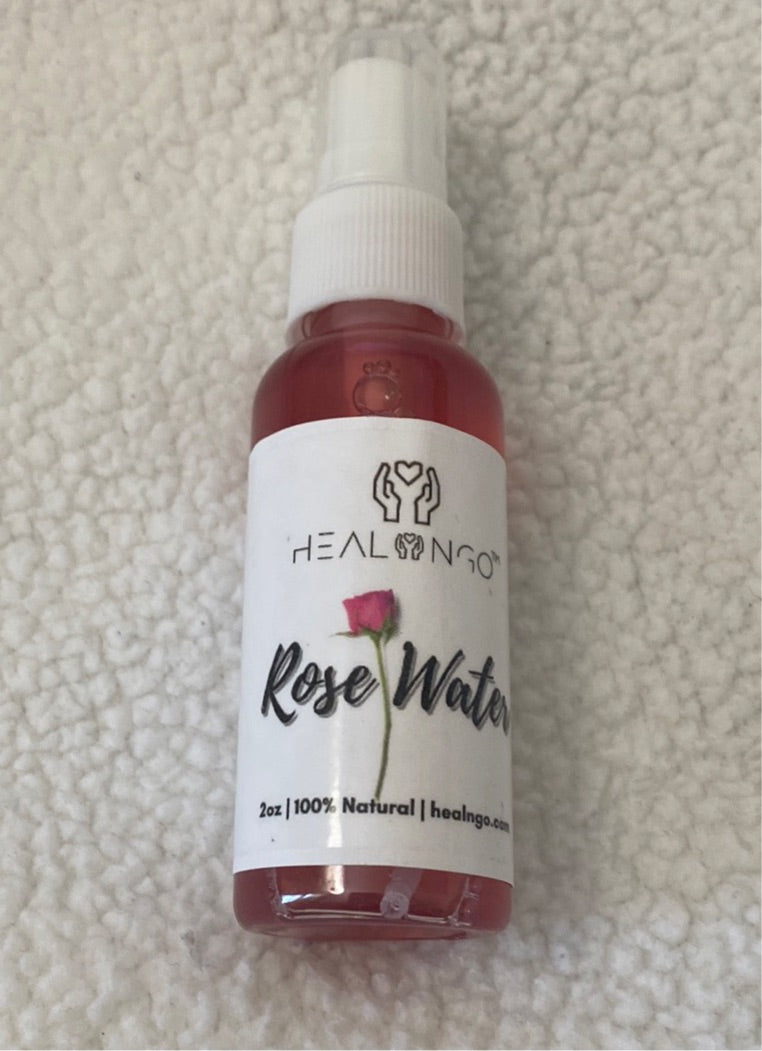 HEALNGO™
Rose Water
2oz | 100% Natural | healngo.com